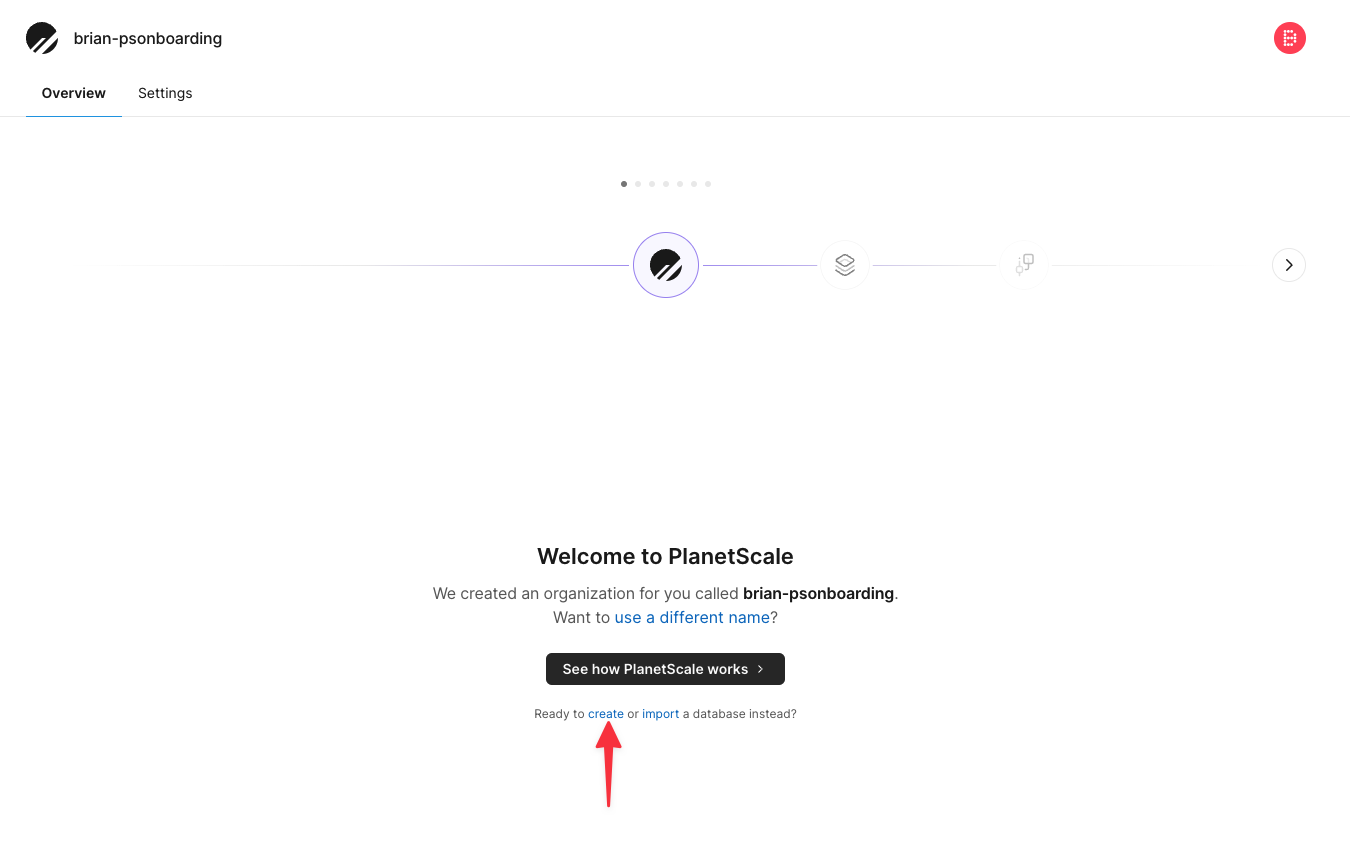 brian-psonboarding
Overview
Settings
Welcome to PlanetScale
We created an organization for you called brian-psonboarding.
Want to use a different name?
See how PlanetScale works
Ready to create or import a database instead?